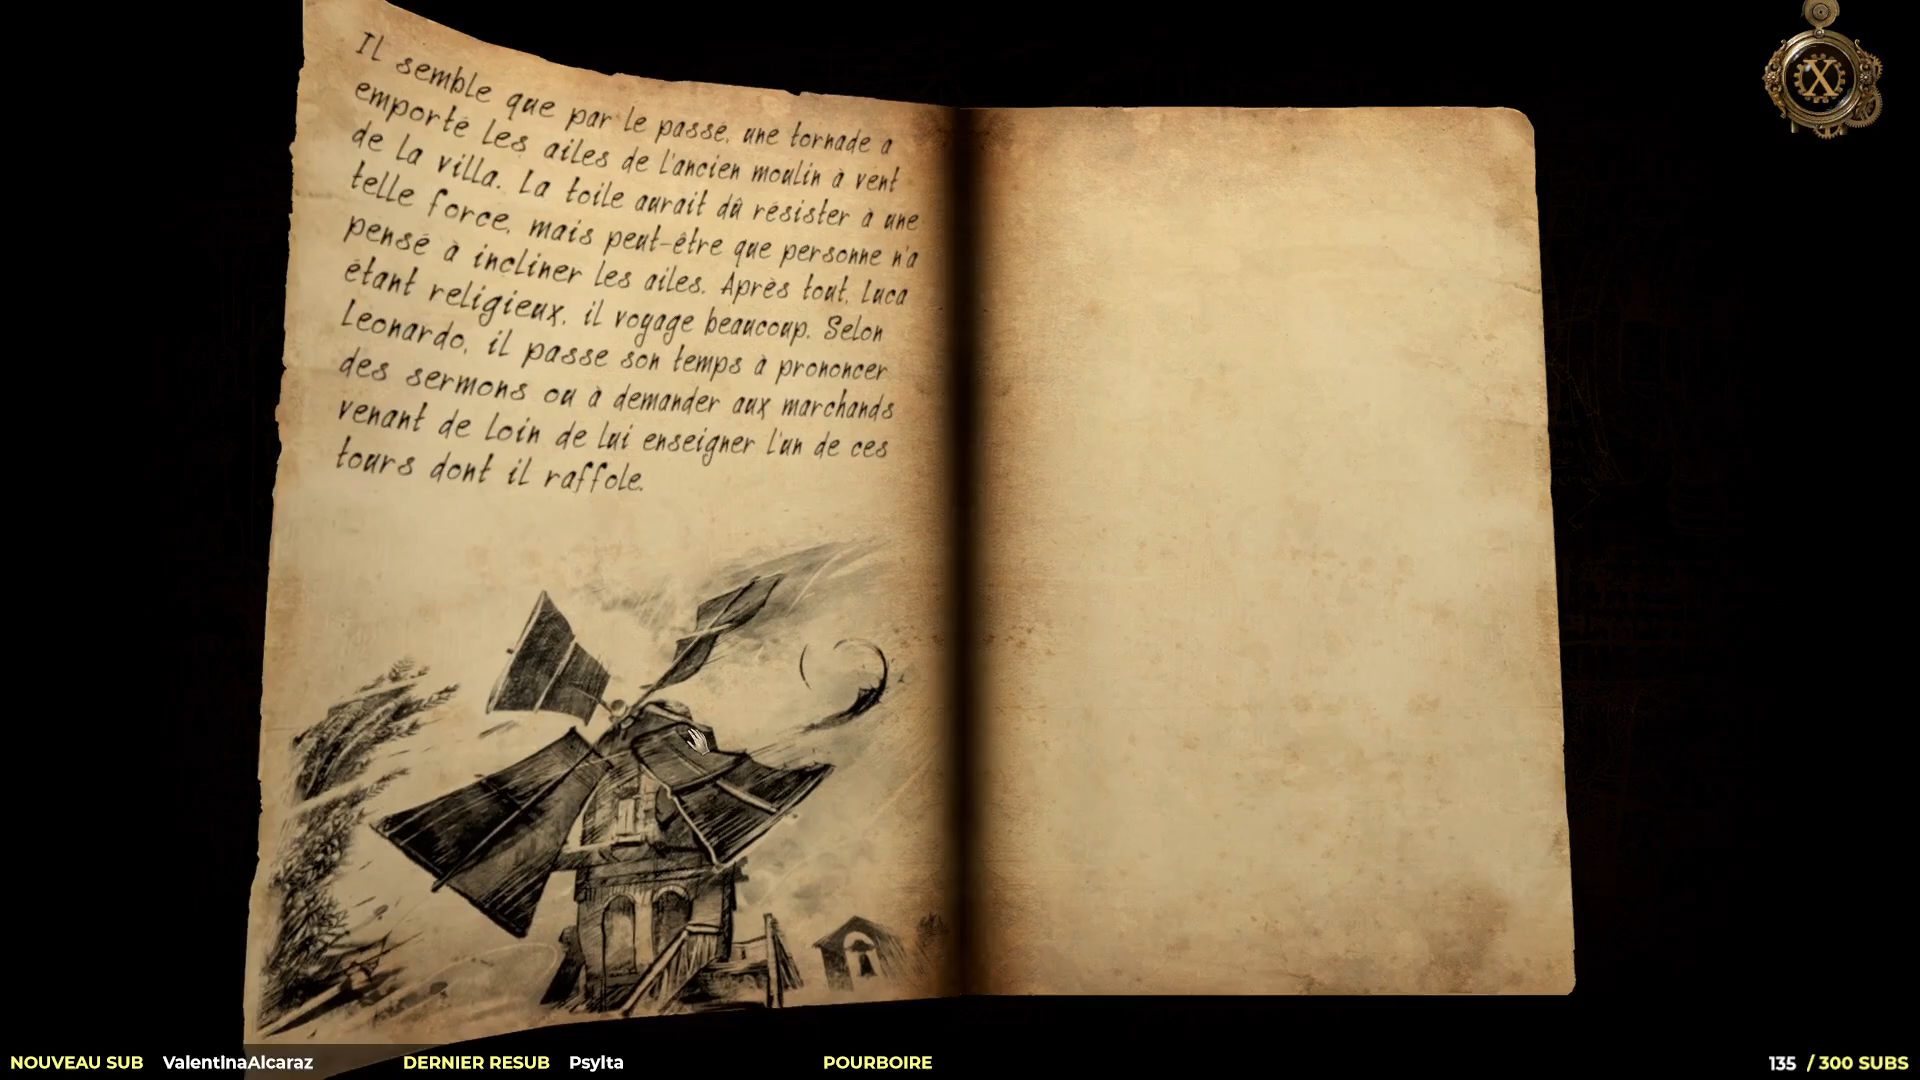 Il semble que par le passé, une tornade a
emporté les ailes de l'ancien moulin à vent
de la villa. La toile aurait dû résister à une
telle force, mais peut-être que personne n'a
pensé à incliner les ailes. Après tout, Luca
étant religieux, il voyage beaucoup. Selon
Leonardo, il passe son temps à prononcer
des sermons ou à demander aux marchands
venant de loin de lui enseigner l'un de ces
tours dont il raffole.
X
NOUVEAU SUB ValentinaAlcaraz DERNIER RESUB Psylta POURBOIRE 135 / 300 SUBS